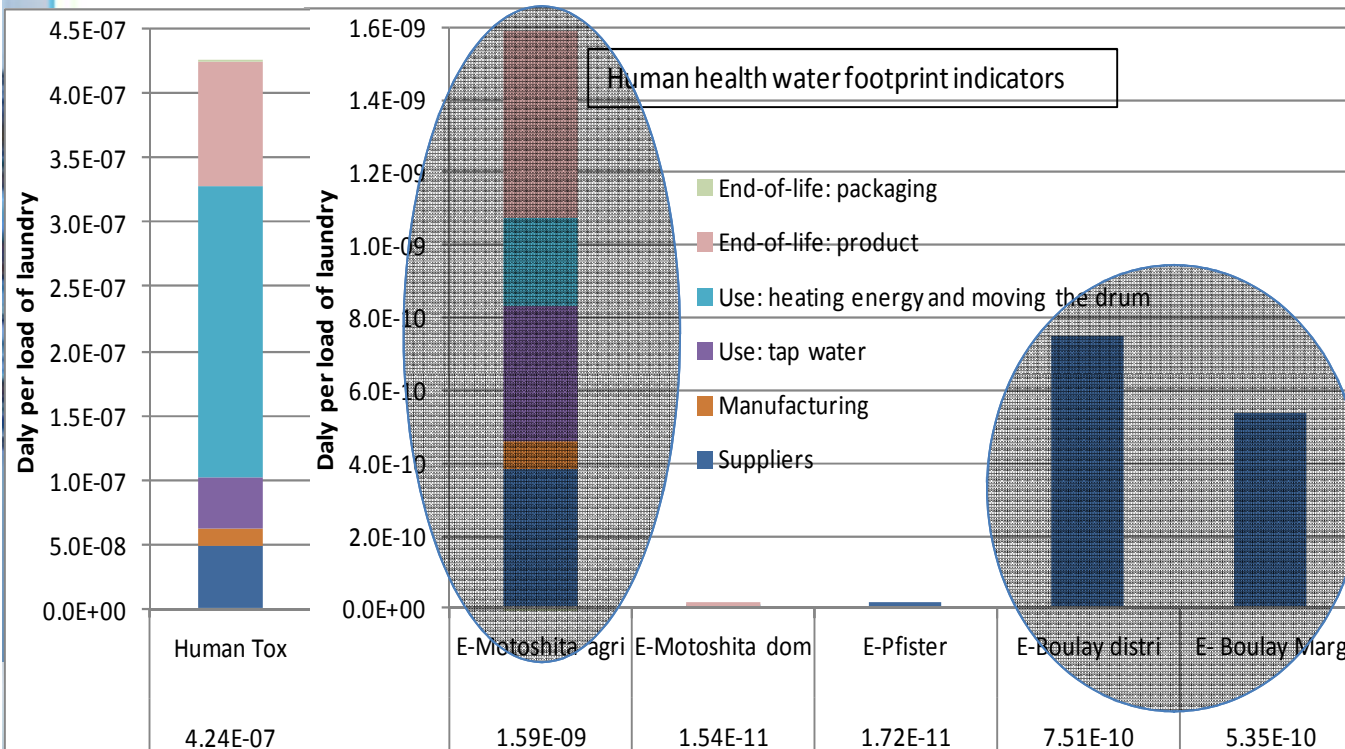 4.5E-07
4.0E-07
3.5E-07
3.0E-07
2.5E-07
2.0E-07
1.5E-07
1.0E-07
5.0E-08
0.0E+00
Daly per load of laundry
Human Tox
4.24E-07
1.6E-09
1.4E-09
1.2E-09
1.0E-09
8.0E-10
6.0E-10
4.0E-10
2.0E-10
0.0E+00
Daly per load of laundry
Human health water footprint indicators
End-of-life: packaging
End-of-life: product
Use: heating energy and moving the drum
Use: tap water
Manufacturing
Suppliers
E-Motoshita agri
E-Motoshita dom
E-Pfister
E-Boulay distri
E- Boulay Marg
1.59E-09
1.54E-11
1.72E-11
7.51E-10
5.35E-10